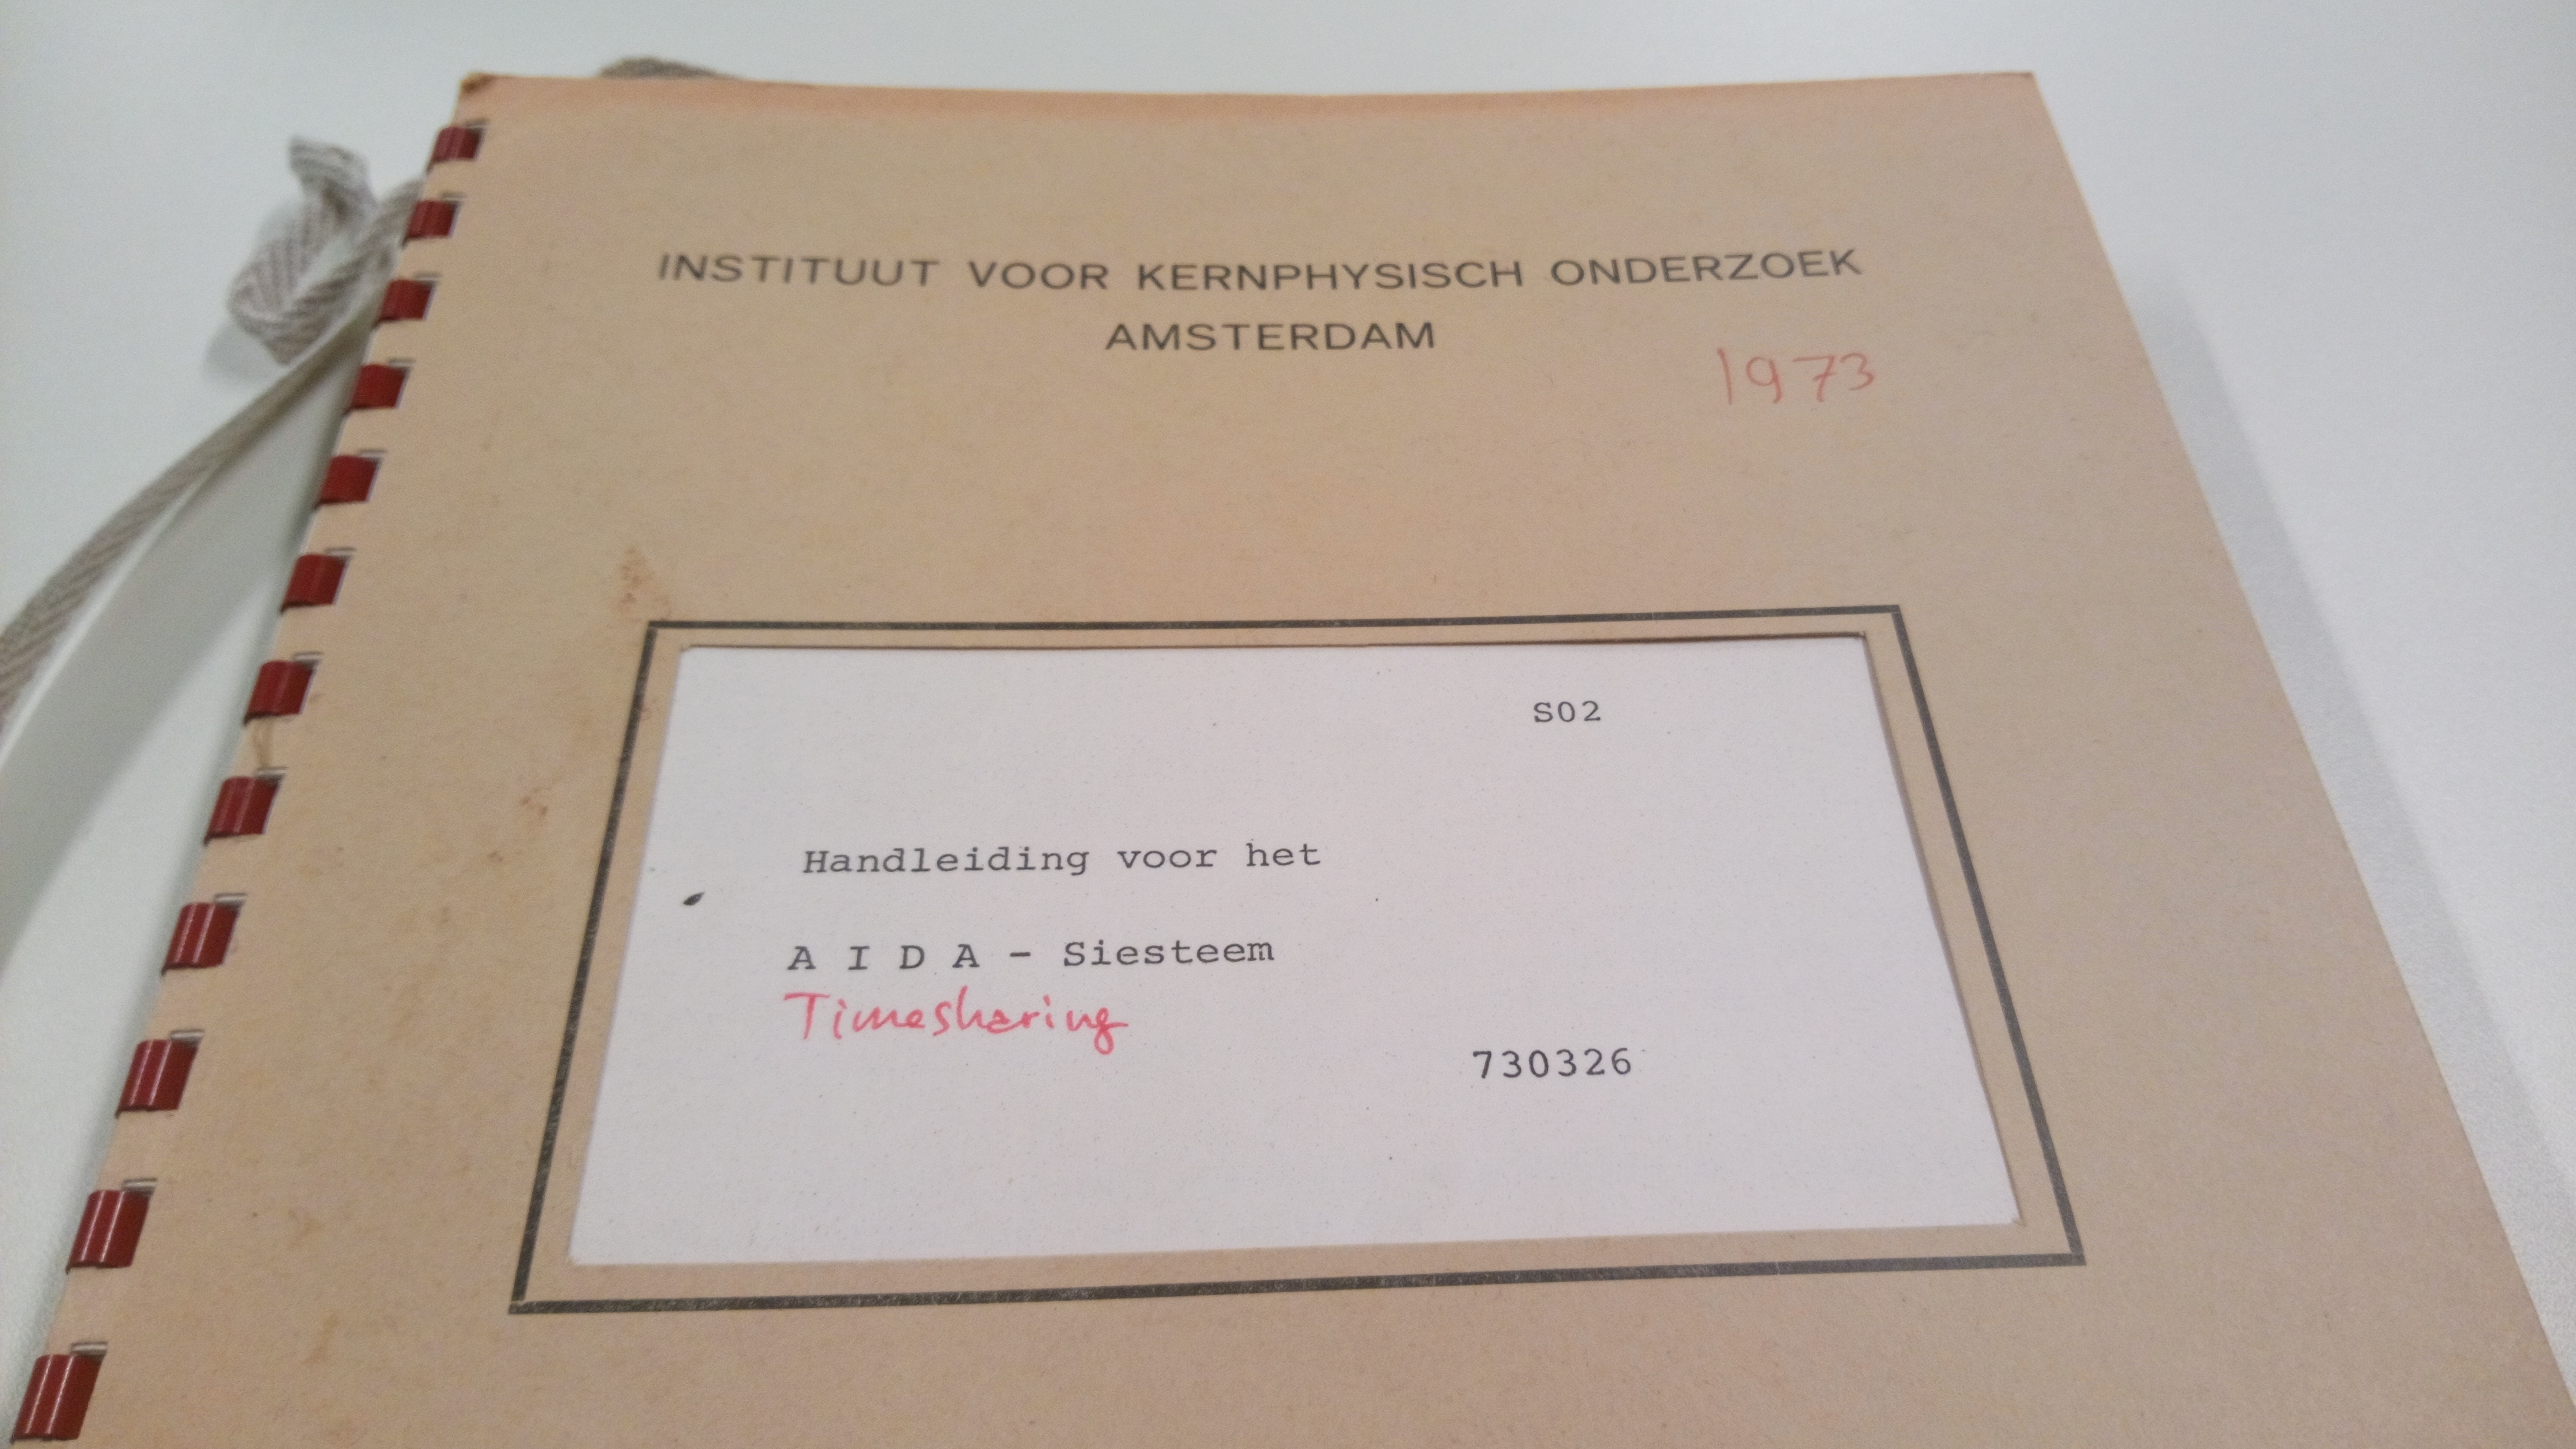 INSTITUUT VOOR KERNPHYSISCH ONDERZOEK
AMSTERDAM
1973
S02
Handleiding voor het
A I D A - Siesteem
Timesharing
730326